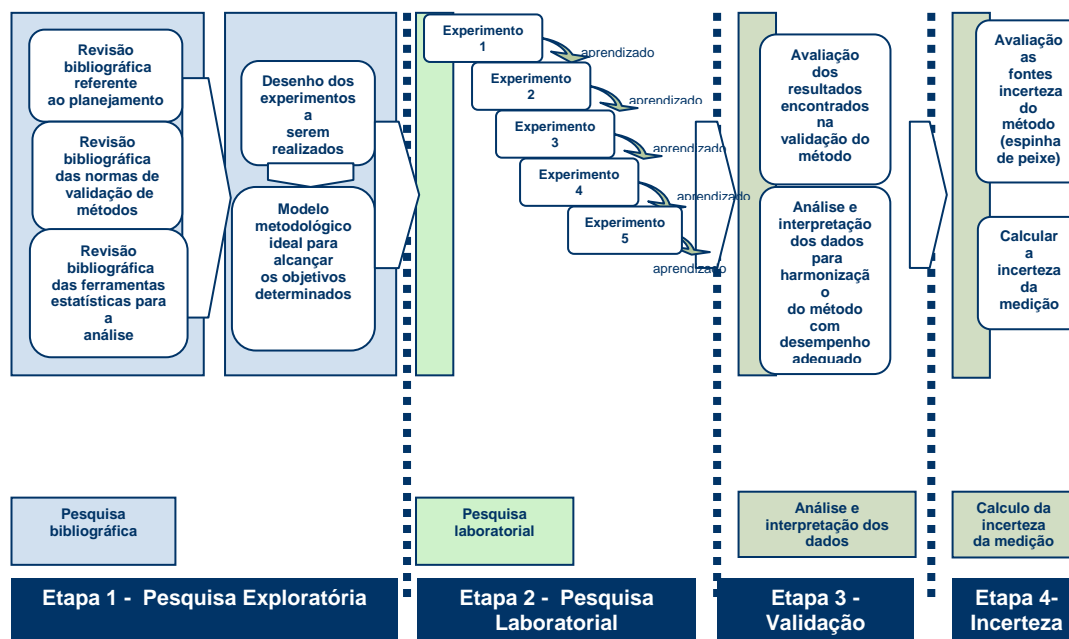 Revisão
bibliográfica
referente
ao planejamento
Revisão
bibliográfica
das normas de
validação de
métodos
Revisão
bibliográfica
das ferramentas
estatísticas para
a
análise
Desenho dos
experimentos
a
serem
realizados
Modelo
metodológico
ideal para
alcançar
os objetivos
determinados
Experimento
1
aprendizado
Experimento
2
aprendizado
Experimento
3
aprendizado
Experimento
4
aprendizado
Experimento
5
aprendizado
Avaliação
dos
resultados
encontrados
na
validação do
método
Análise e
interpretação
dos dados
para
harmonizaçã
o
do método
com
desempenho
adequado
Avaliação
as
fontes
incerteza
do
método
(espinha
de peixe)
Calcular
a
incerteza
da
medição
Pesquisa
bibliográfica
Pesquisa
laboratorial
Análise e
interpretação dos
dados
Calculo da
incerteza
da medição
Etapa 1 - Pesquisa Exploratória
Etapa 2 - Pesquisa
Laboratorial
Etapa 3 -
Validação
Etapa 4-
Incerteza